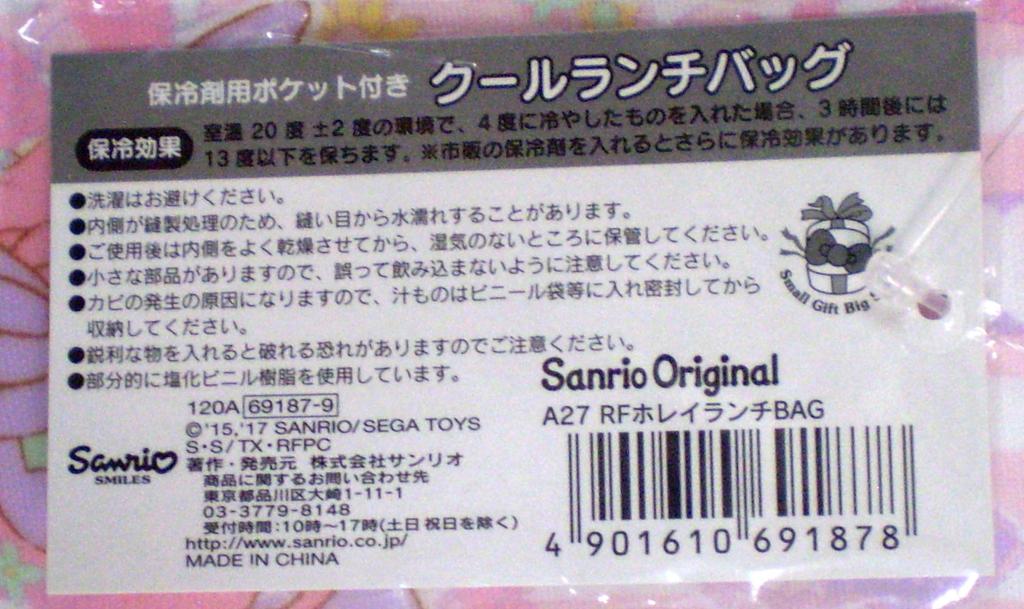 保冷剤用ポケット付き クールランチバッグ
保冷効果 室温 20 度 ±2 度の環境で、4 度に冷やしたものを入れた場合、3 時間後には
13 度以下を保ちます。※市販の保冷剤を入れるとさらに保冷効果があります。
●洗濯はお避けください。
●内側が縫製処理のため、縫い目から水濡れすることがあります。
●ご使用後は内側をよく乾燥させてから、湿気のないところに保管してください。
●小さな部品がありますので、誤って飲み込まないように注意してください。
●カビの発生の原因になりますので、汁ものはビニール袋等に入れ密封してから
収納してください。
●鋭利な物を入れると破れる恐れがありますのでご注意ください。
●部分的に塩化ビニル樹脂を使用しています。
Small Gift Big
Sanrio Original
A27 RFホレイランチBAG
4 901610 691878
120A 69187-9
©'15,'17 SANRIO/SEGA TOYS
S・S/TX・RFPC
Sanrio
SMILES
著作・発売元 株式会社サンリオ
商品に関するお問い合わせ先
東京都品川区大崎1-11-1
03-3779-8148
受付時間:10時〜17時(土日祝日を除く)
http://www.sanrio.co.jp/
MADE IN CHINA